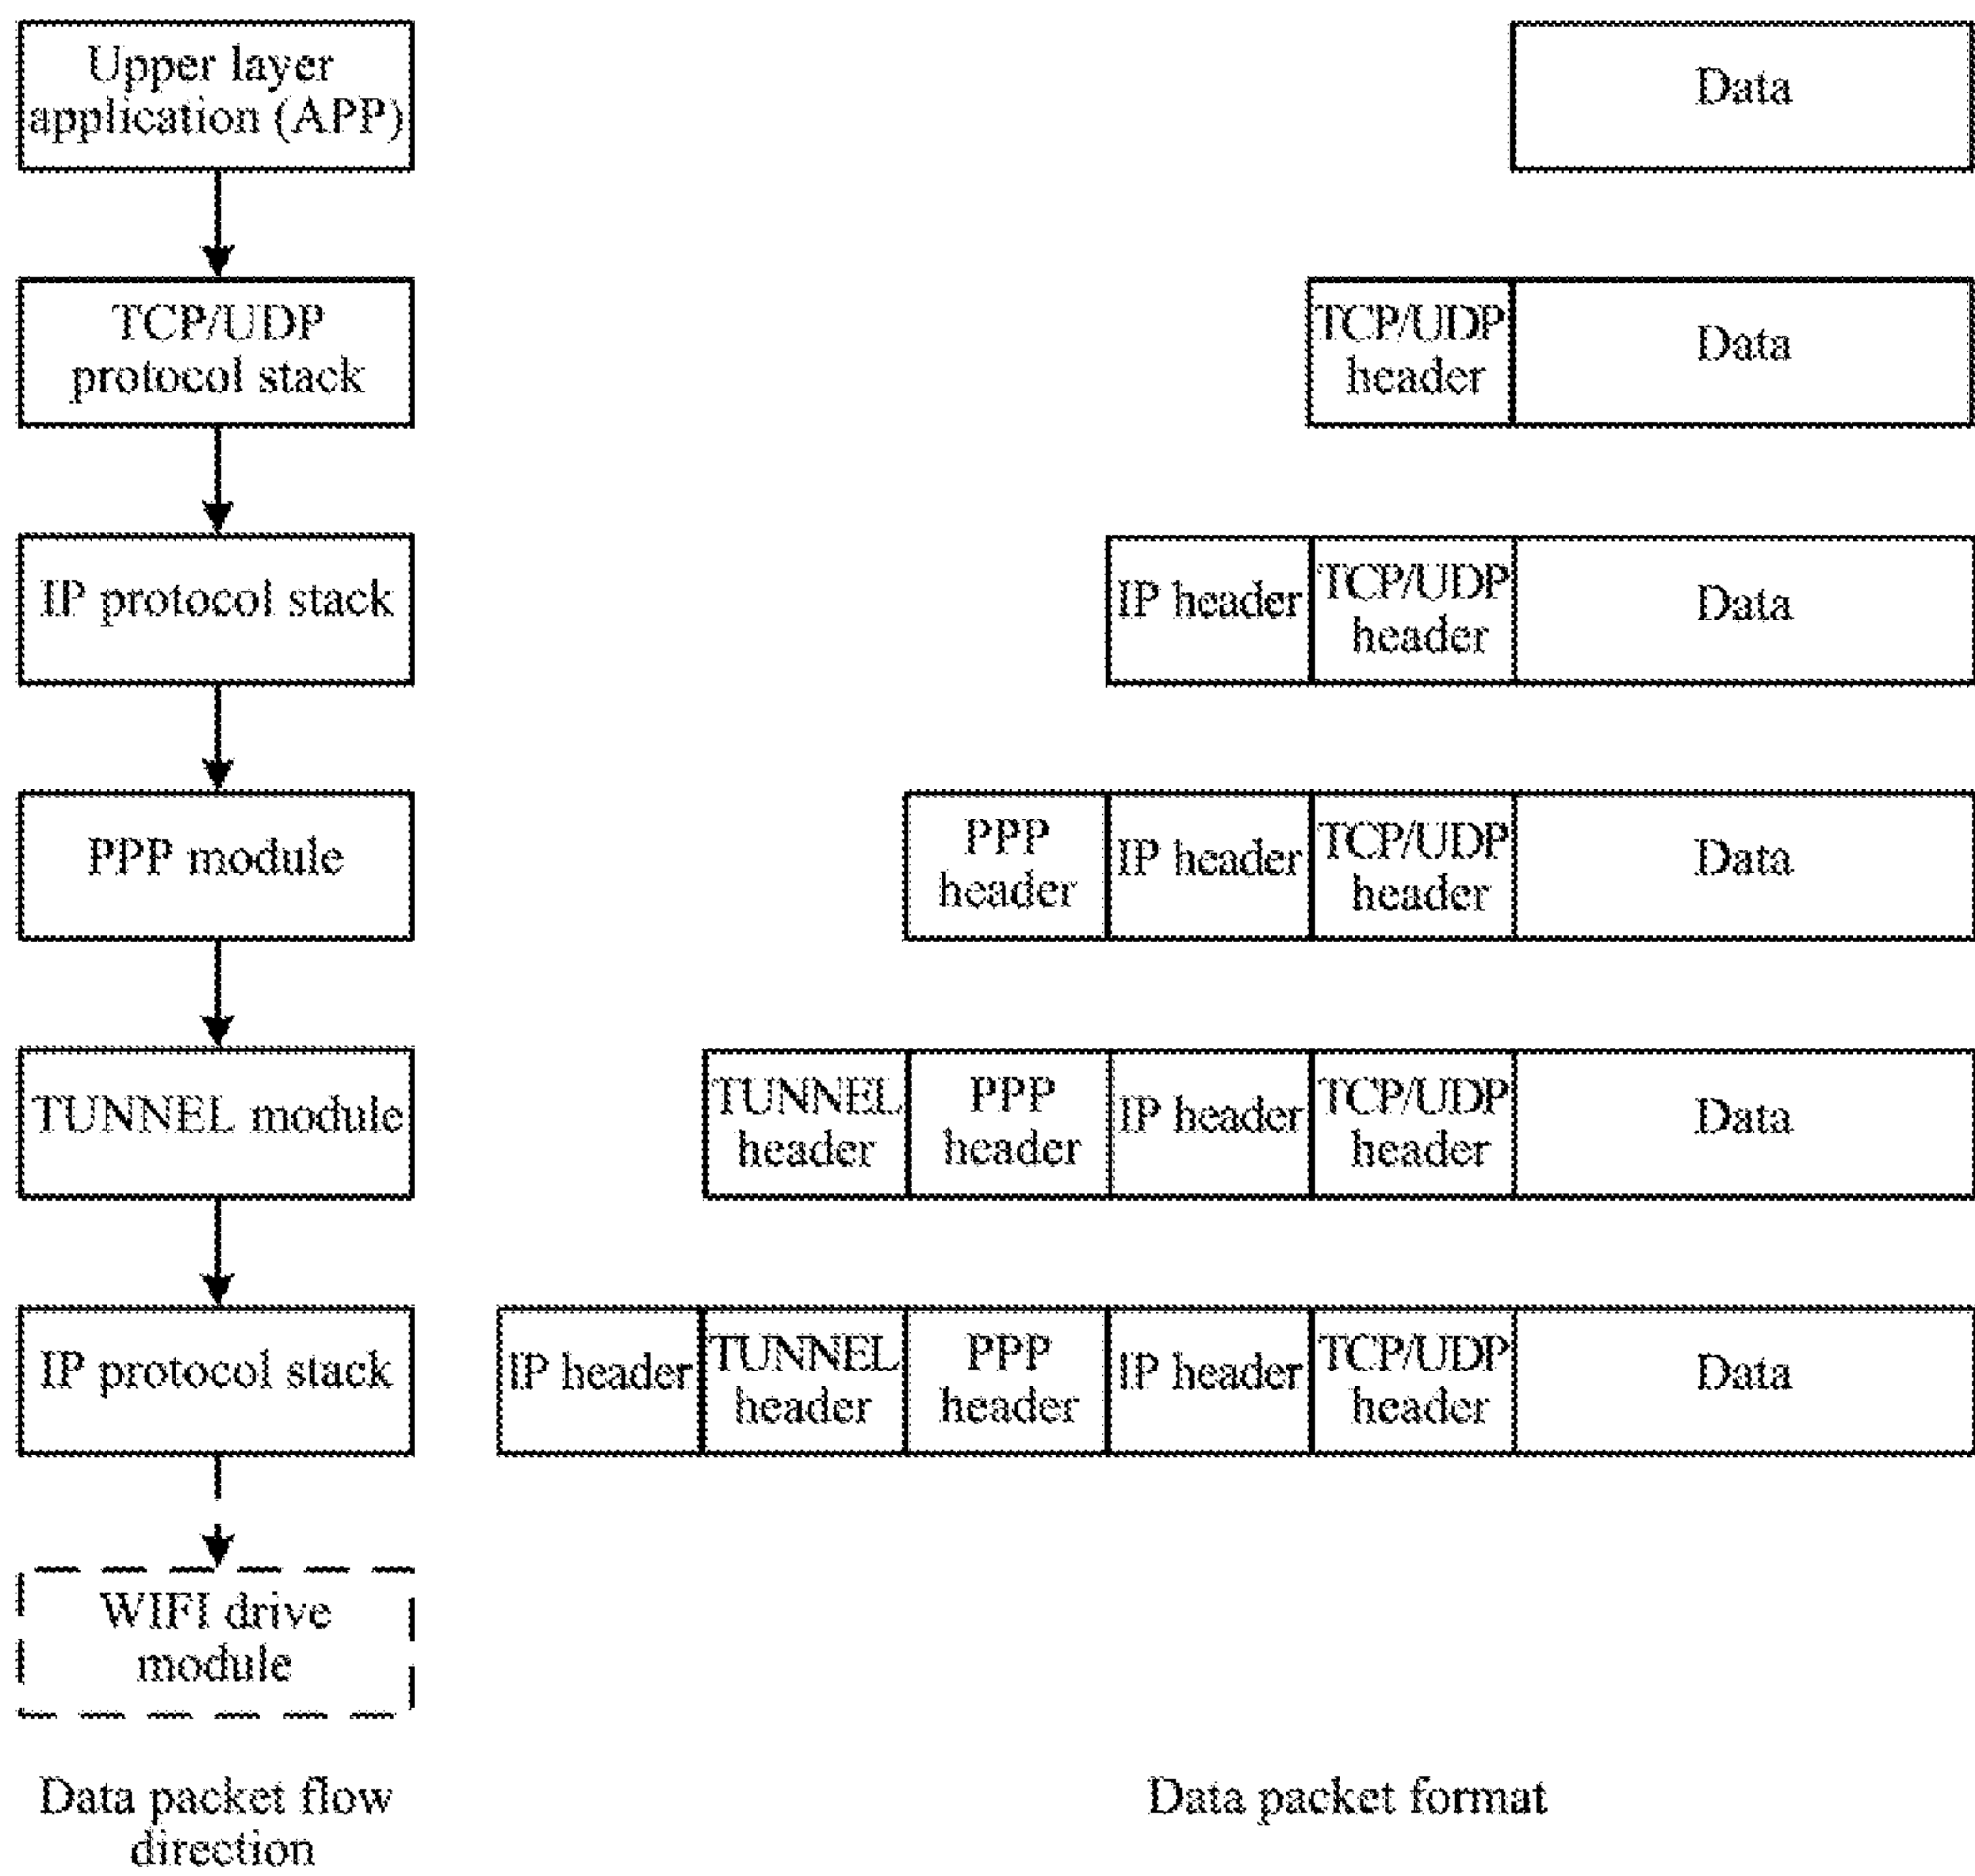 Upper layer
application (APP)
Data
TCP/UDP
protocol stack
TCP/UDP
header
Data
IP protocol stack
IP header
TCP/UDP
header
Data
PPP module
PPP
header
IP header
TCP/UDP
header
Data
TUNNEL module
TUNNEL
header
PPP
header
IP header
TCP/UDP
header
Data
IP protocol stack
IP header
TUNNEL
header
PPP
header
IP header
TCP/UDP
header
Data
WIFI drive
module
Data packet flow
direction
Data packet format